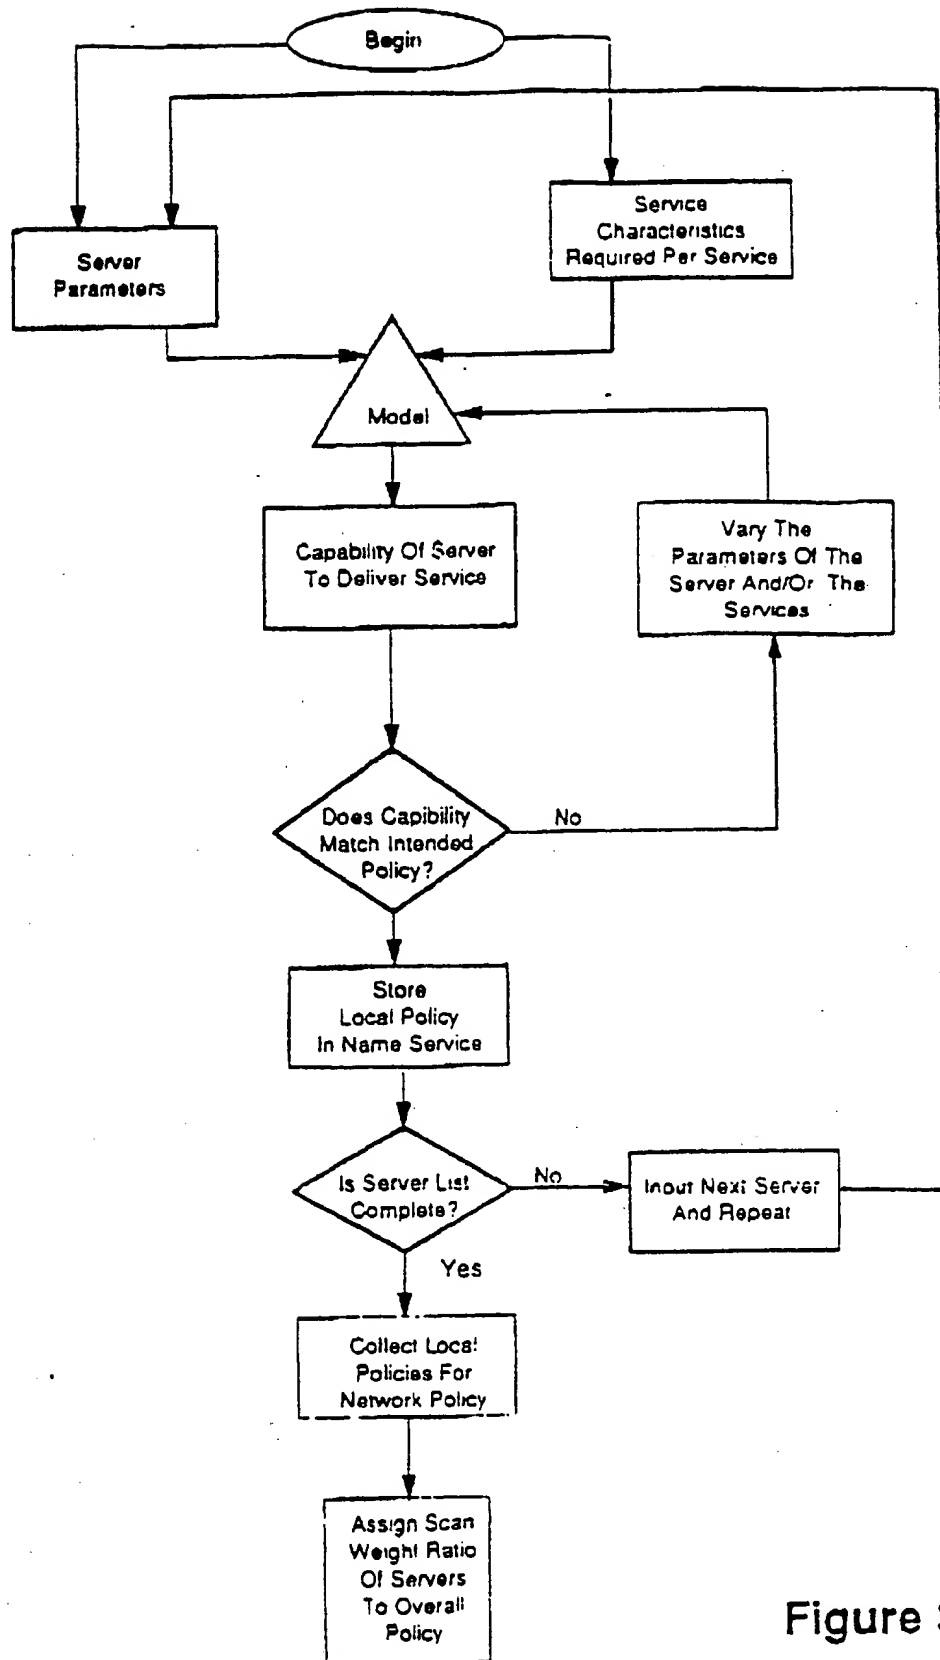 Begin
Service
Characteristics
Required Per Service
Server
Parameters
Model
Capability Of Server
To Deliver Service
Vary The
Parameters Of The
Server And/Or The
Services
Does Capibility
Match Intended
Policy?
No
Store
Local Policy
In Name Service
Is Server List
Complete?
No
Input Next Server
And Repeat
Yes
Collect Local
Policies For
Network Policy
Assign Scan
Weight Ratio
Of Servers
To Overall
Policy
Figure